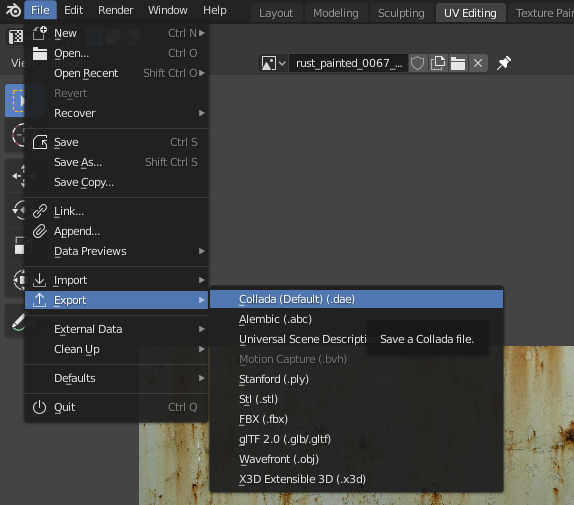 File Edit Render Window Help Layout Modeling Sculpting UV Editing Texture Pain
New Ctrl N
Open... Ctrl O
rust_painted_0067_...
Open Recent Shift Ctrl O
Revert
Recover
Save Ctrl S
Save As... Shift Ctrl S
Save Copy...
Link...
Append...
Data Previews
Import
Export
External Data
Clean Up
Defaults
Quit Ctrl Q
Collada (Default) (.dae)
Alembic (.abc)
Universal Scene Descriptio
Save a Collada file.
Motion Capture (.bvh)
Stanford (.ply)
Stl (.stl)
FBX (.fbx)
glTF 2.0 (.glb/.gltf)
Wavefront (.obj)
X3D Extensible 3D (.x3d)